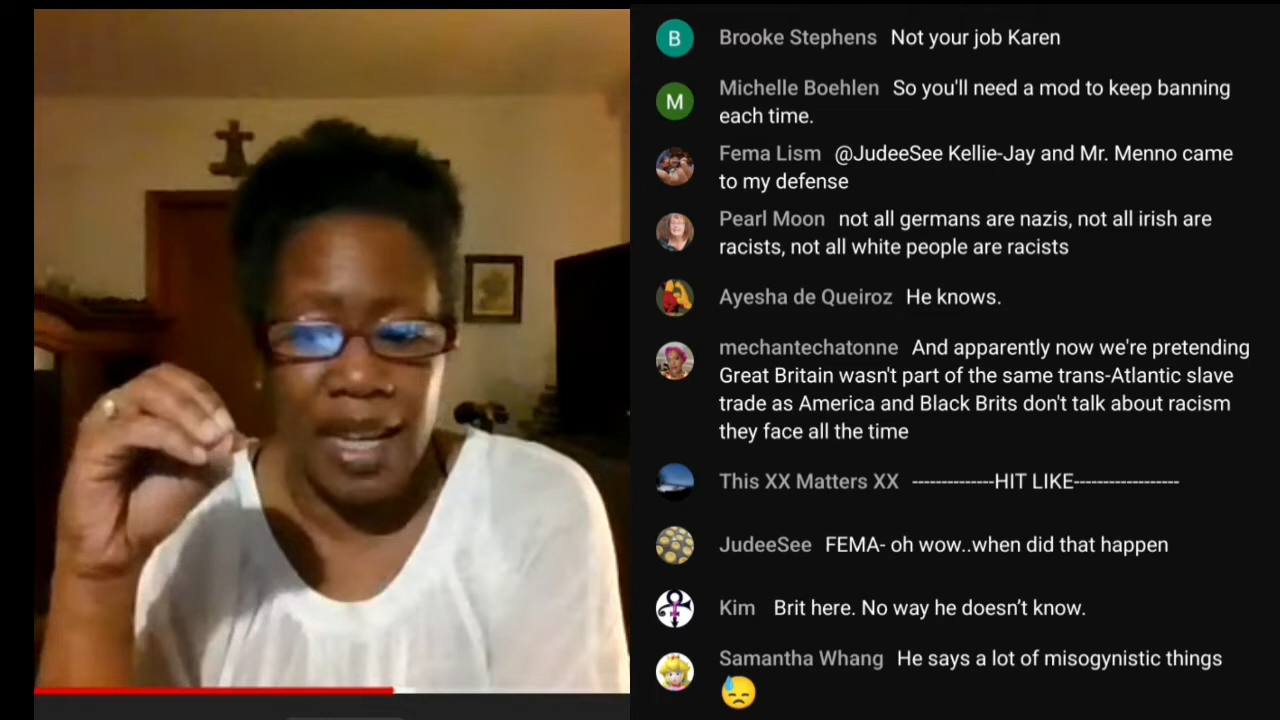 B
Brooke Stephens Not your job Karen
M
Michelle Boehlen So you'll need a mod to keep banning
each time.
Fema Lism @JudeeSee Kellie-Jay and Mr. Menno came
to my defense
Pearl Moon not all germans are nazis, not all irish are
racists, not all white people are racists
Ayesha de Queiroz He knows.
mechantechatonne And apparently now we're pretending
Great Britain wasn't part of the same trans-Atlantic slave
trade as America and Black Brits don't talk about racism
they face all the time
This XX Matters XX --------------HIT LIKE------------------
JudeeSee FEMA- oh wow..when did that happen
Kim Brit here. No way he doesn’t know.
Samantha Whang He says a lot of misogynistic things
😓